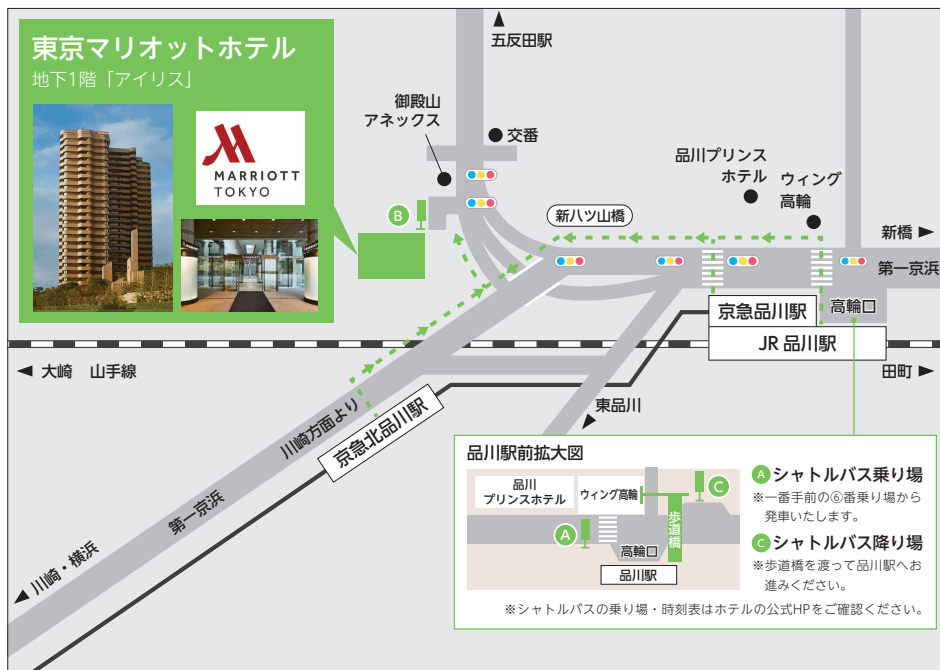 東京マリオットホテル
地下1階「アイリス」
MARRIOTT
TOKYO
五反田駅
御殿山
アネックス
交番
B
新八ツ山橋
品川プリンス
ホテル
ウィング
高輪
新橋
第一京浜
高輪口
京急品川駅
JR 品川駅
大崎 山手線
田町
東品川
川崎方面より
京急北品川駅
第一京浜
川崎・横浜
品川駅前拡大図
品川
プリンスホテル
ウィング高輪
C
歩道橋
A
高輪口
品川駅
A シャトルバス乗り場
※一番手前の⑥番乗り場から
発車いたします。
C シャトルバス降り場
※歩道橋を渡って品川駅へお
進みください。
※シャトルバスの乗り場・時刻表はホテルの公式HPをご確認ください。